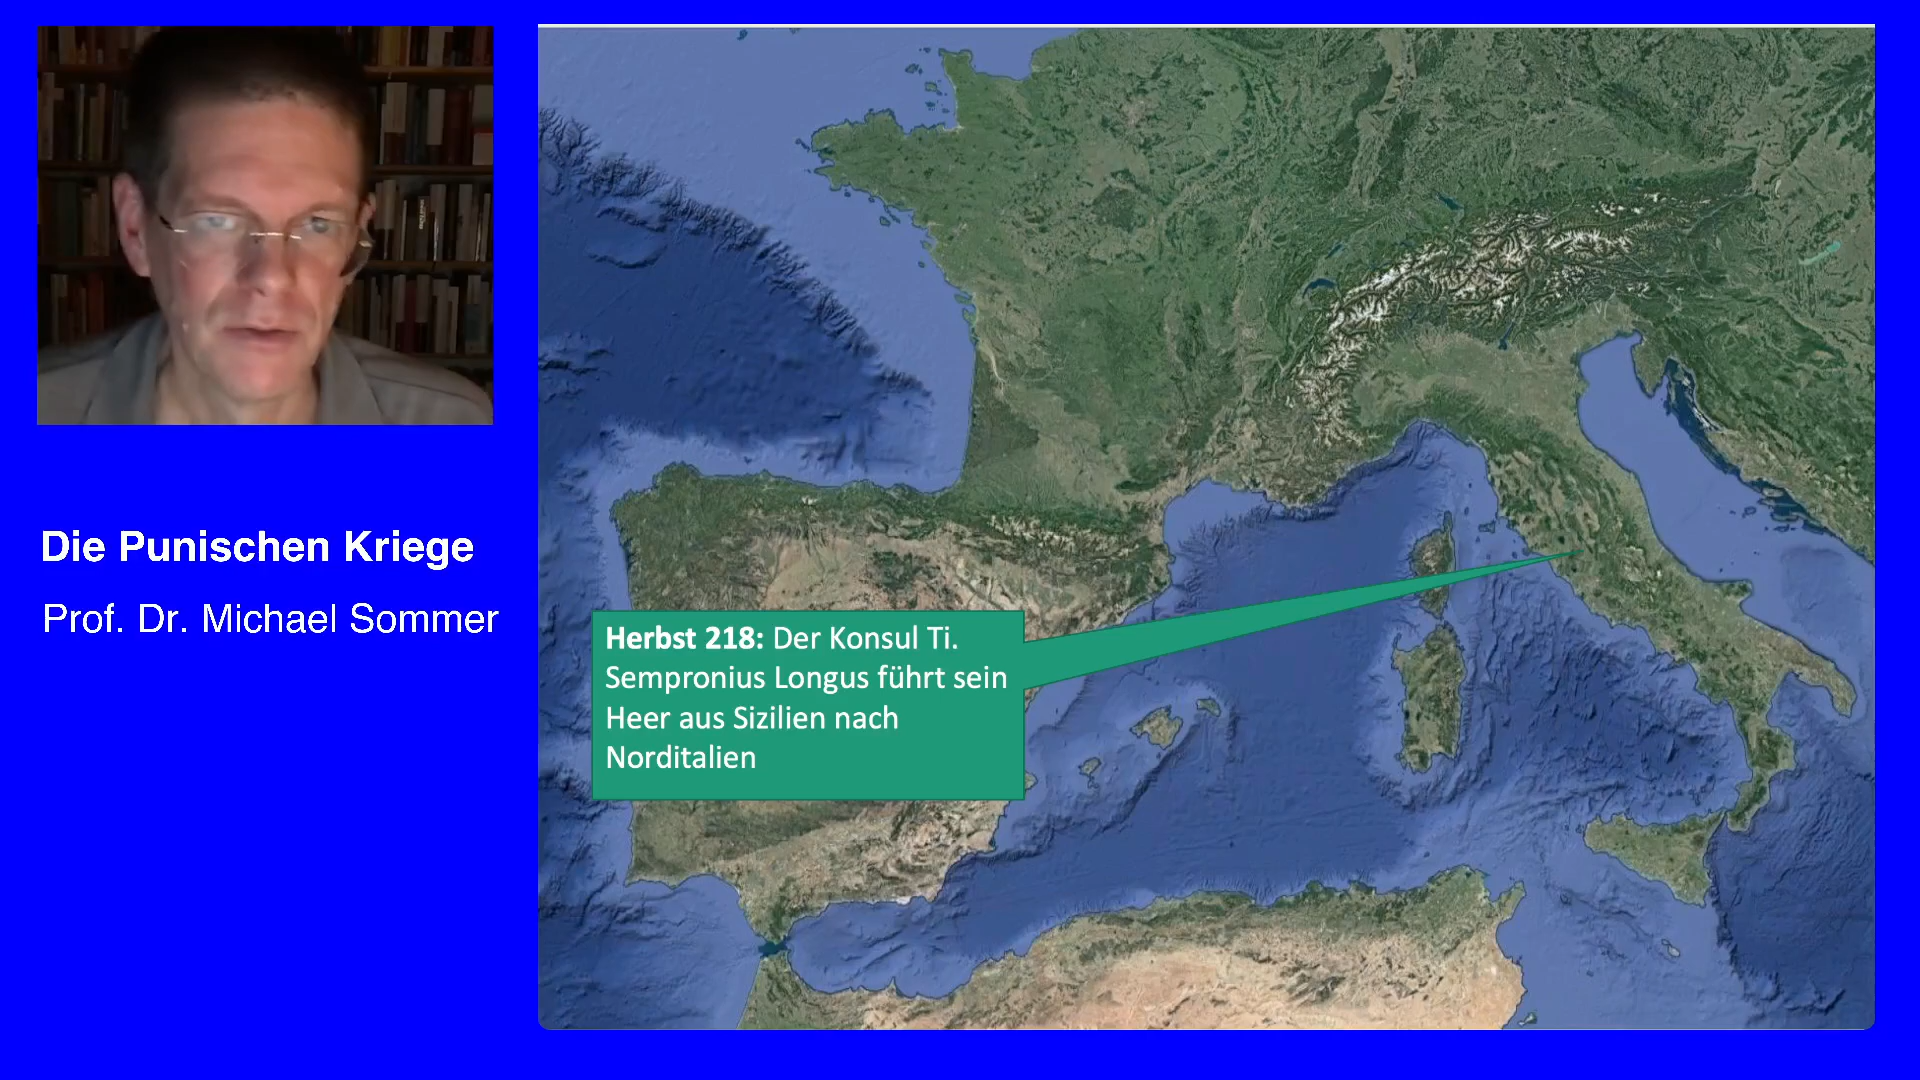 Die Punischen Kriege
Prof. Dr. Michael Sommer
Herbst 218: Der Konsul Ti.
Sempronius Longus führt sein
Heer aus Sizilien nach
Norditalien